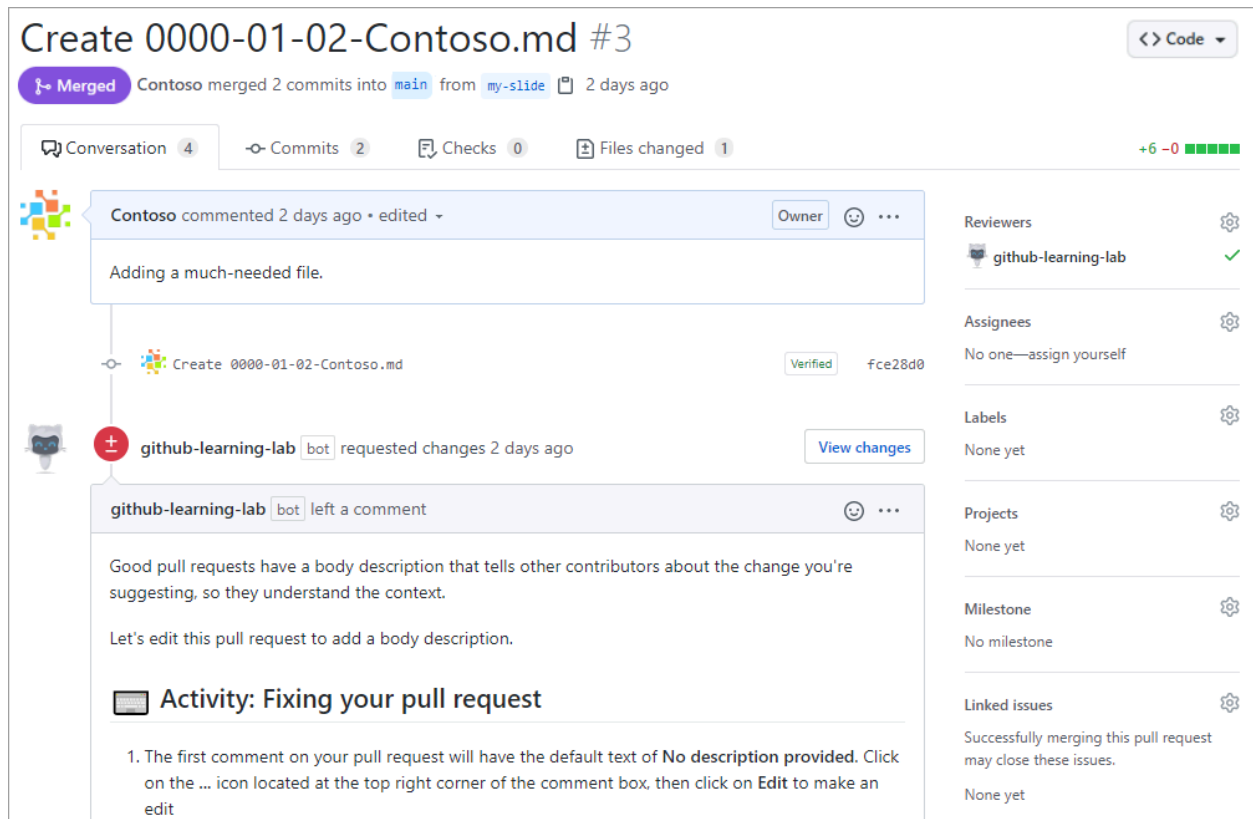 Create 0000-01-02-Contoso.md #3
<> Code
Merged Contoso merged 2 commits into main from my-slide 2 days ago
Conversation 4 Commits 2 Checks 0 Files changed 1 +6 −0
Contoso commented 2 days ago • edited Owner
Adding a much-needed file.
Create 0000-01-02-Contoso.md Verified fce28d0
github-learning-lab bot requested changes 2 days ago View changes
github-learning-lab bot left a comment
Good pull requests have a body description that tells other contributors about the change you're
suggesting, so they understand the context.
Let's edit this pull request to add a body description.
Activity: Fixing your pull request
1. The first comment on your pull request will have the default text of No description provided. Click
on the ... icon located at the top right corner of the comment box, then click on Edit to make an
edit
Reviewers
github-learning-lab
Assignees
No one—assign yourself
Labels
None yet
Projects
None yet
Milestone
No milestone
Linked issues
Successfully merging this pull request
may close these issues.
None yet